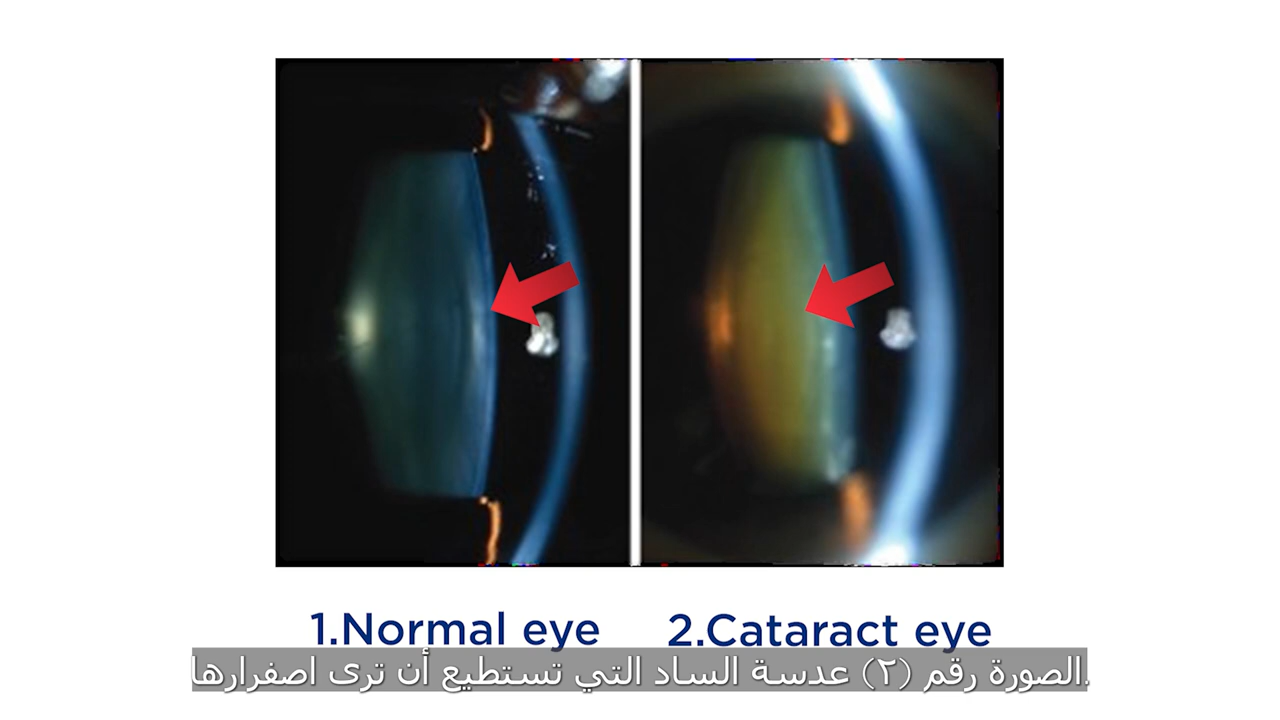 1.Normal eye
2.Cataract eye
الصورة رقم (٢) عدسة الساد التي تستطيع أن ترى اصفرارها.